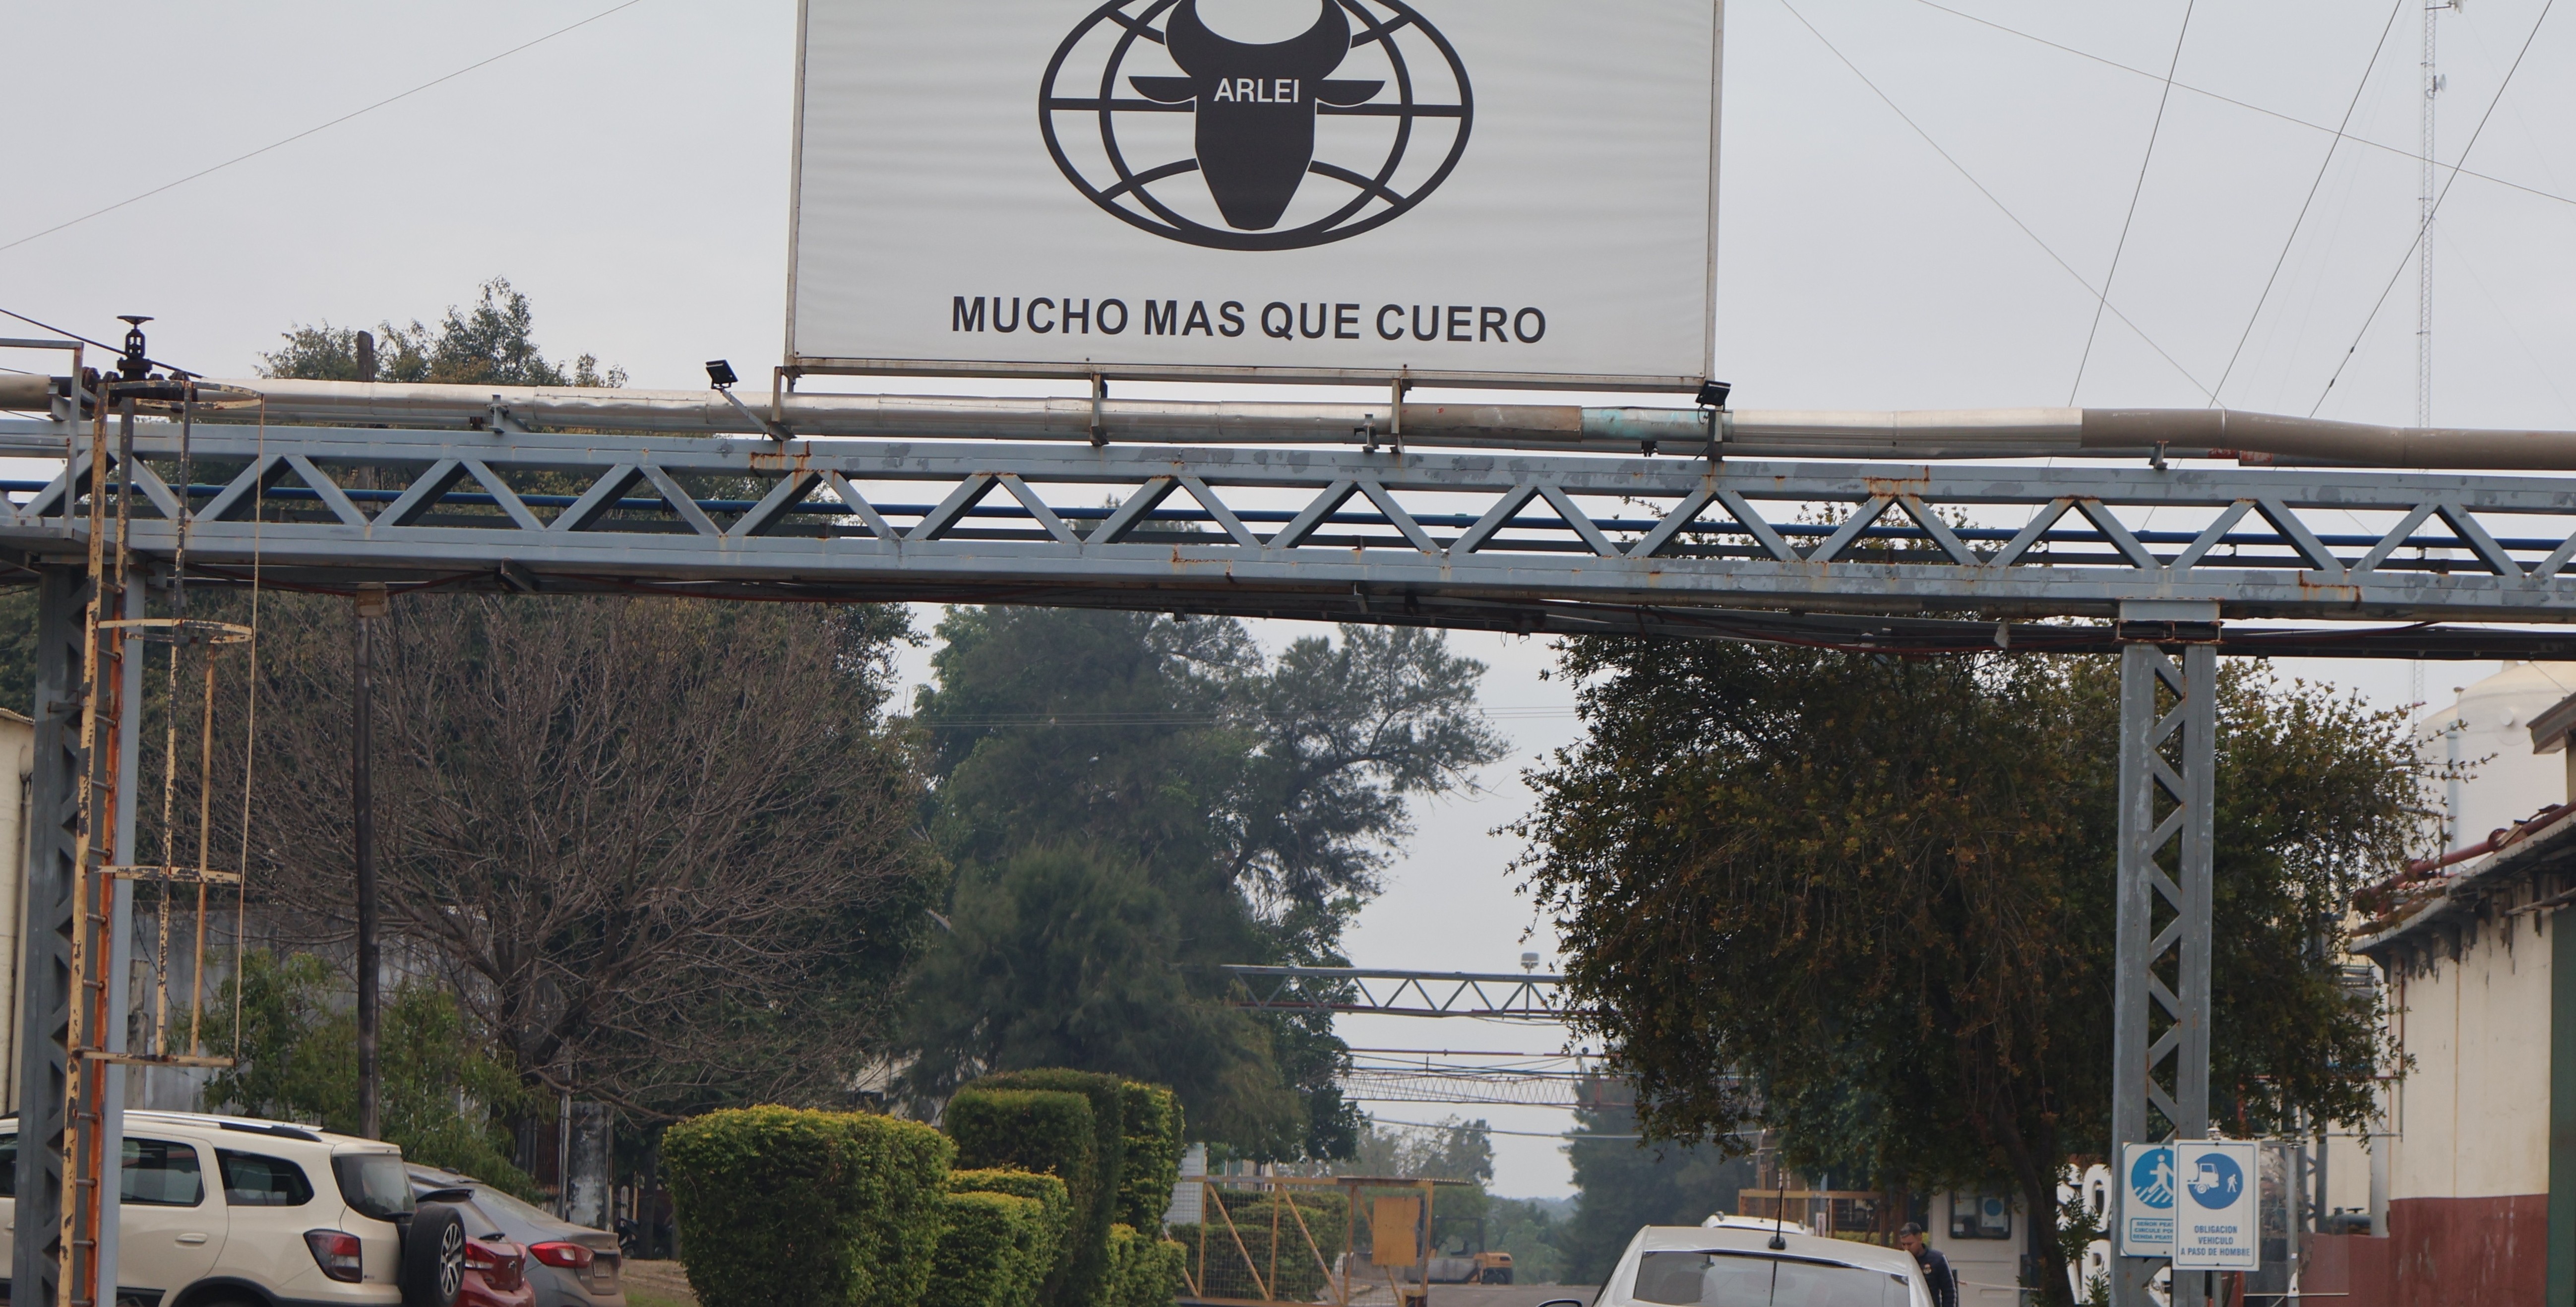 ARLEI
MUCHO MAS QUE CUERO
OBLIGACION
VEHICULO
A PASO DE HOMBRE